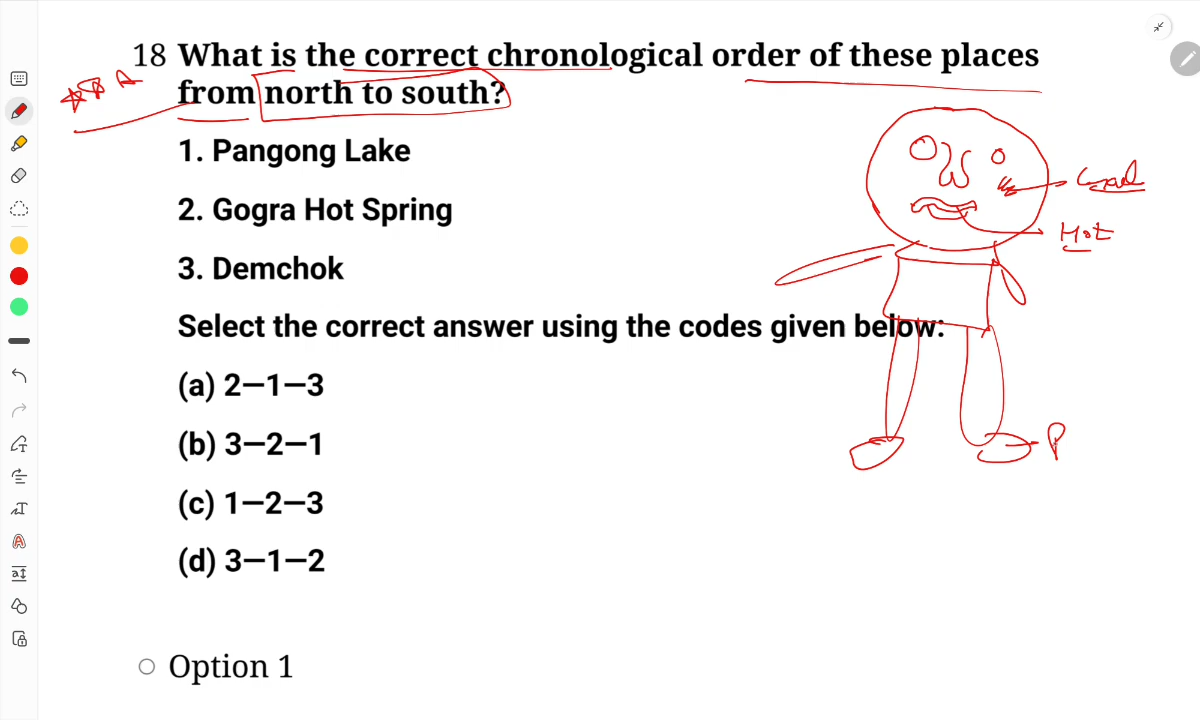 18 What is the correct chronological order of these places
from north to south?
1. Pangong Lake
2. Gogra Hot Spring
3. Demchok
Select the correct answer using the codes given below:
(a) 2–1–3
(b) 3–2–1
(c) 1–2–3
(d) 3–1–2
Option 1
Hot
P